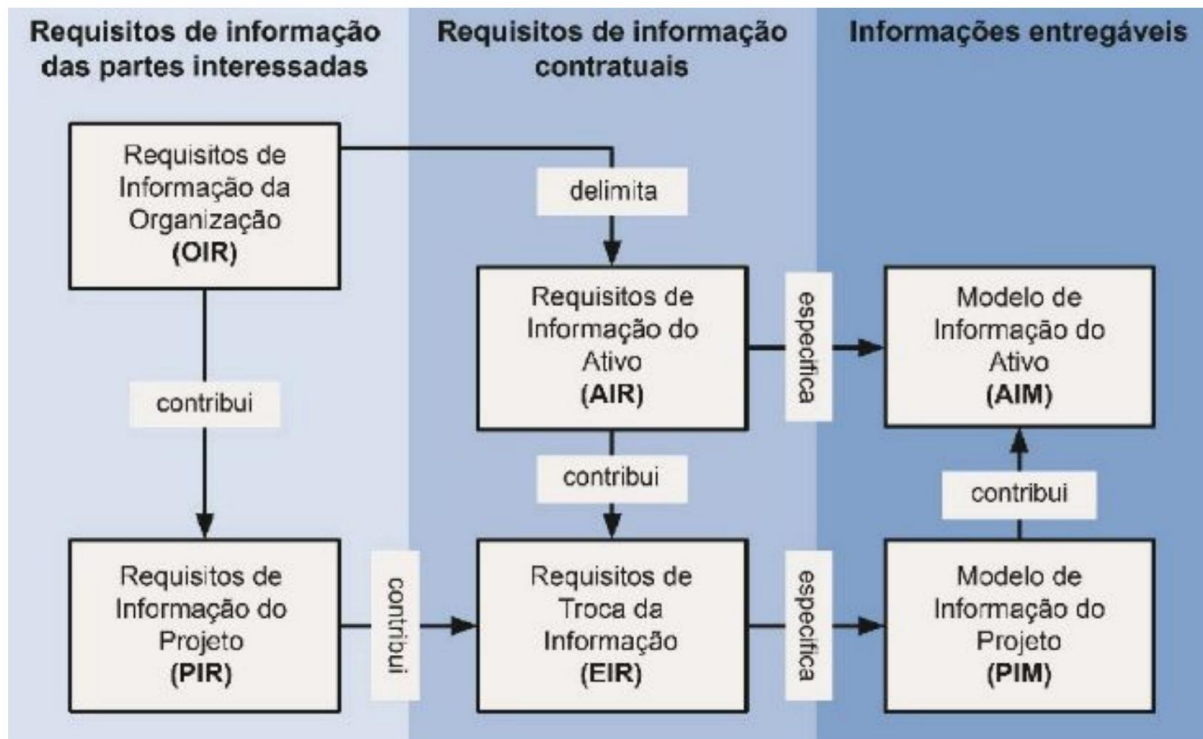 Requisitos de informação
das partes interessadas
Requisitos de informação
contratuais
Informações entregáveis
Requisitos de
Informação da
Organização
(OIR)
delimita
Requisitos de
Informação do
Ativo
(AIR)
especifica
Modelo de
Informação do
Ativo
(AIM)
contribui
contribui
contribui
Requisitos de
Informação do
Projeto
(PIR)
contribui
Requisitos de
Troca da
Informação
(EIR)
especifica
Modelo de
Informação do
Projeto
(PIM)